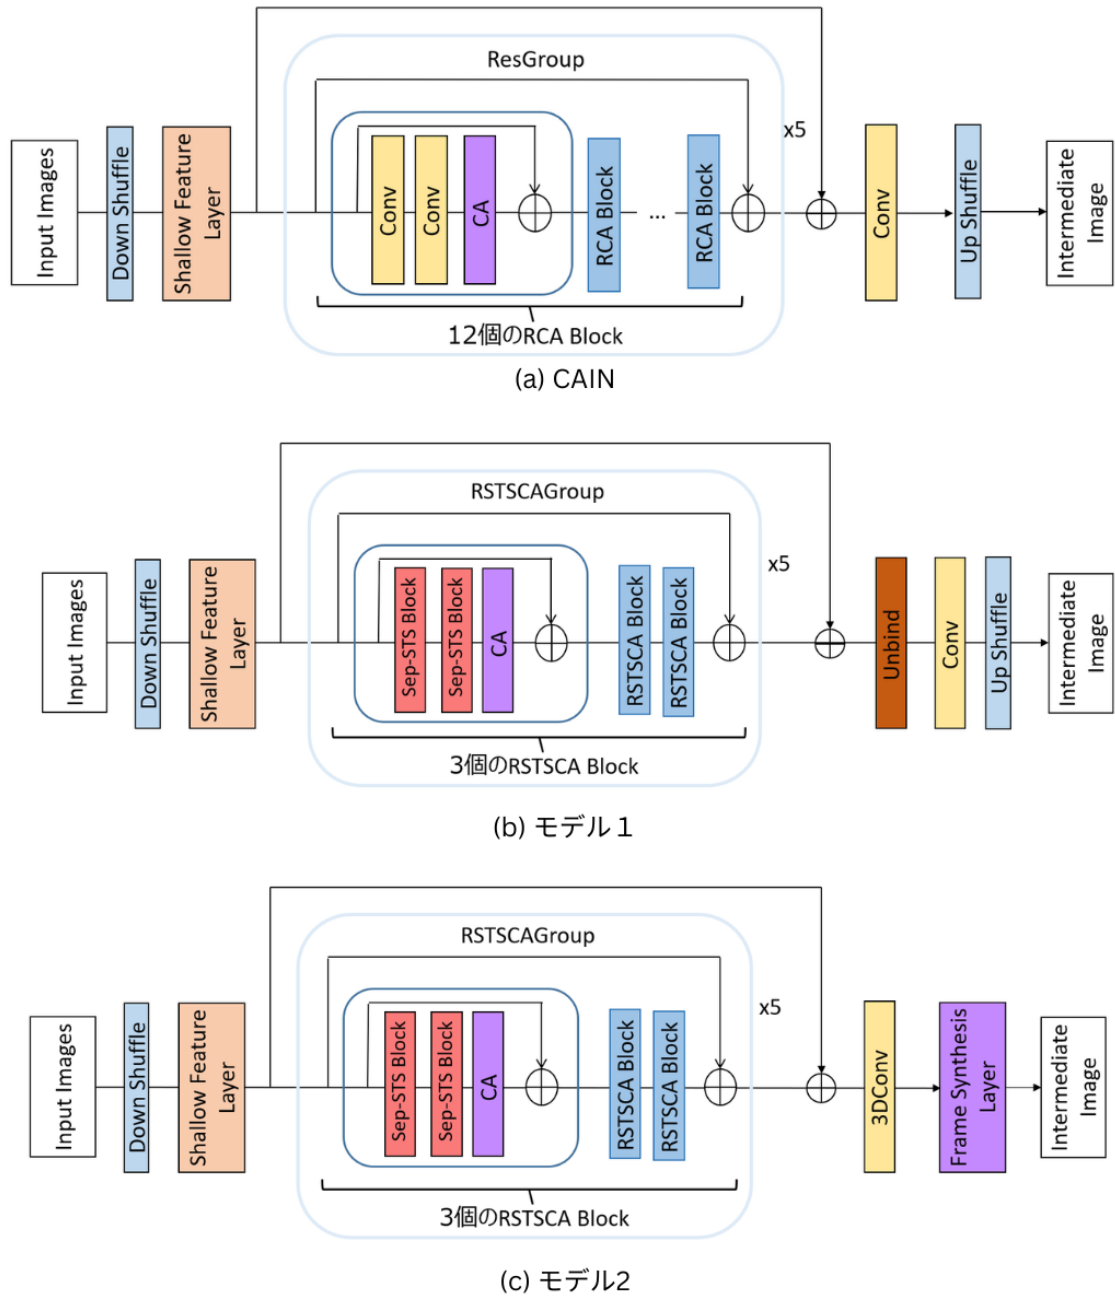 ResGroup
x5
Input Images
Down Shuffle
Shallow Feature
Layer
Conv
Conv
CA
RCA Block
...
RCA Block
Conv
Up Shuffle
Intermediate
Image
12個のRCA Block
(a) CAIN
RSTSCAGroup
x5
Input Images
Down Shuffle
Shallow Feature
Layer
Sep-STS Block
Sep-STS Block
CA
RSTSCA Block
RSTSCA Block
Unbind
Conv
Up Shuffle
Intermediate
Image
3個のRSTSCA Block
(b) モデル１
RSTSCAGroup
x5
Input Images
Down Shuffle
Shallow Feature
Layer
Sep-STS Block
Sep-STS Block
CA
RSTSCA Block
RSTSCA Block
3DConv
Frame Synthesis
Layer
Intermediate
Image
3個のRSTSCA Block
(c) モデル2